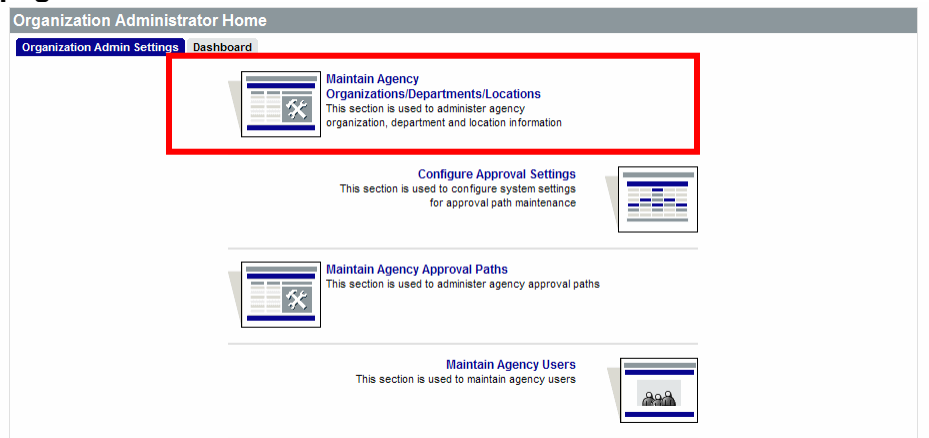 Organization Administrator Home
Organization Admin Settings Dashboard
Maintain Agency
Organizations/Departments/Locations
This section is used to administer agency
organization, department and location information
Configure Approval Settings
This section is used to configure system settings
for approval path maintenance
Maintain Agency Approval Paths
This section is used to administer agency approval paths
Maintain Agency Users
This section is used to maintain agency users